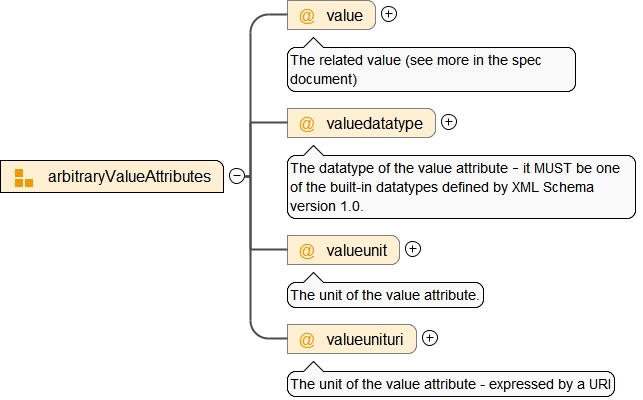 @ value
The related value (see more in the spec
document)
@ valuedatatype
The datatype of the value attribute - it MUST be one
of the built-in datatypes defined by XML Schema
version 1.0.
arbitraryValueAttributes
@ valueunit
The unit of the value attribute.
@ valueunituri
The unit of the value attribute - expressed by a URI